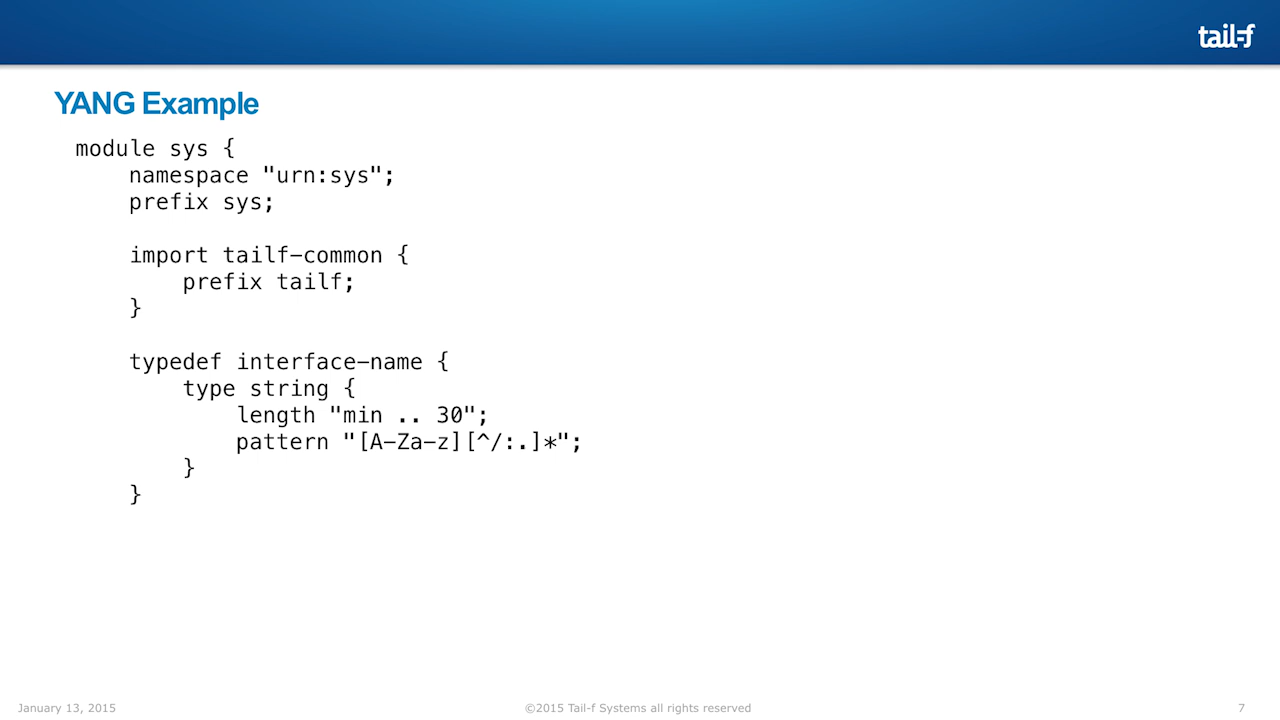 tail-f
YANG Example
module sys {
    namespace "urn:sys";
    prefix sys;

    import tailf-common {
        prefix tailf;
    }

    typedef interface-name {
        type string {
            length "min .. 30";
            pattern "[A-Za-z][^/:.]*";
        }
    }
January 13, 2015
©2015 Tail-f Systems all rights reserved
7